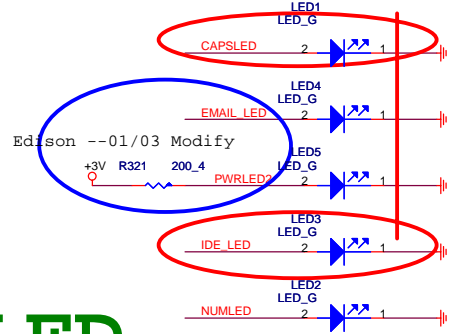 LED1
LED_G
CAPSLED 2 1
LED4
LED_G
EMAIL_LED 2 1
Edison --01/03 Modify
LED5
+3V R321 200_4 LED_G
PWRLED2 2 1
LED3
LED_G
IDE_LED 2 1
LED2
LED_G
NUMLED 2 1